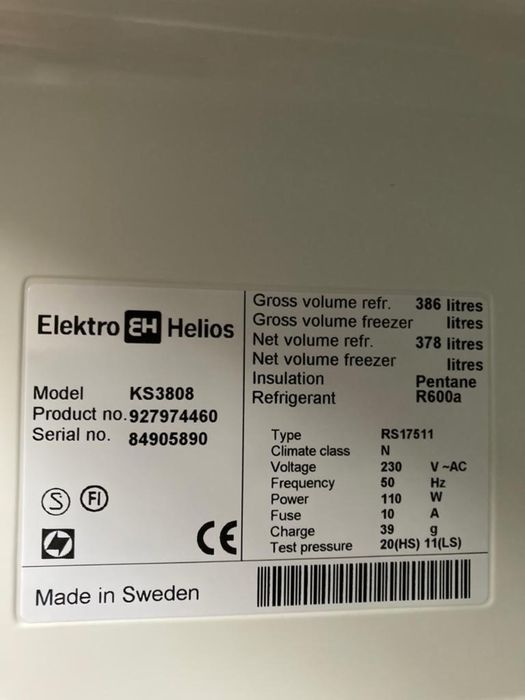 Elektro EH Helios
Model KS3808
Product no. 927974460
Serial no. 84905890
S FI
CE
Gross volume refr. 386 litres
Gross volume freezer litres
Net volume refr. 378 litres
Net volume freezer litres
Insulation Pentane
Refrigerant R600a
Type RS17511
Climate class N
Voltage 230 V ~AC
Frequency 50 Hz
Power 110 W
Fuse 10 A
Charge 39 g
Test pressure 20(HS) 11(LS)
Made in Sweden